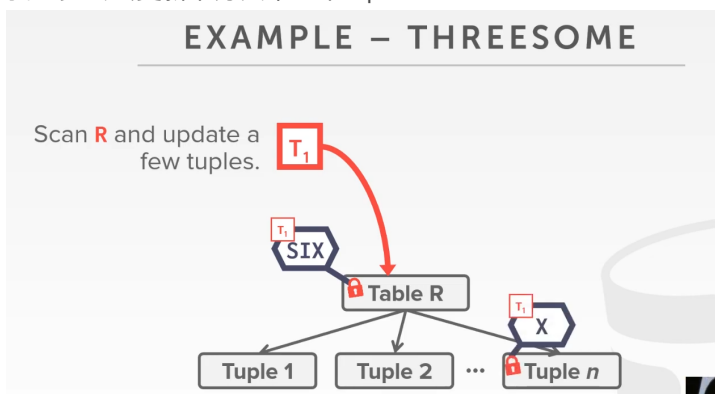 EXAMPLE – THREESOME
Scan R and update a
few tuples.
T1
T1
SIX
Table R
T1
X
Tuple 1
Tuple 2
...
Tuple n